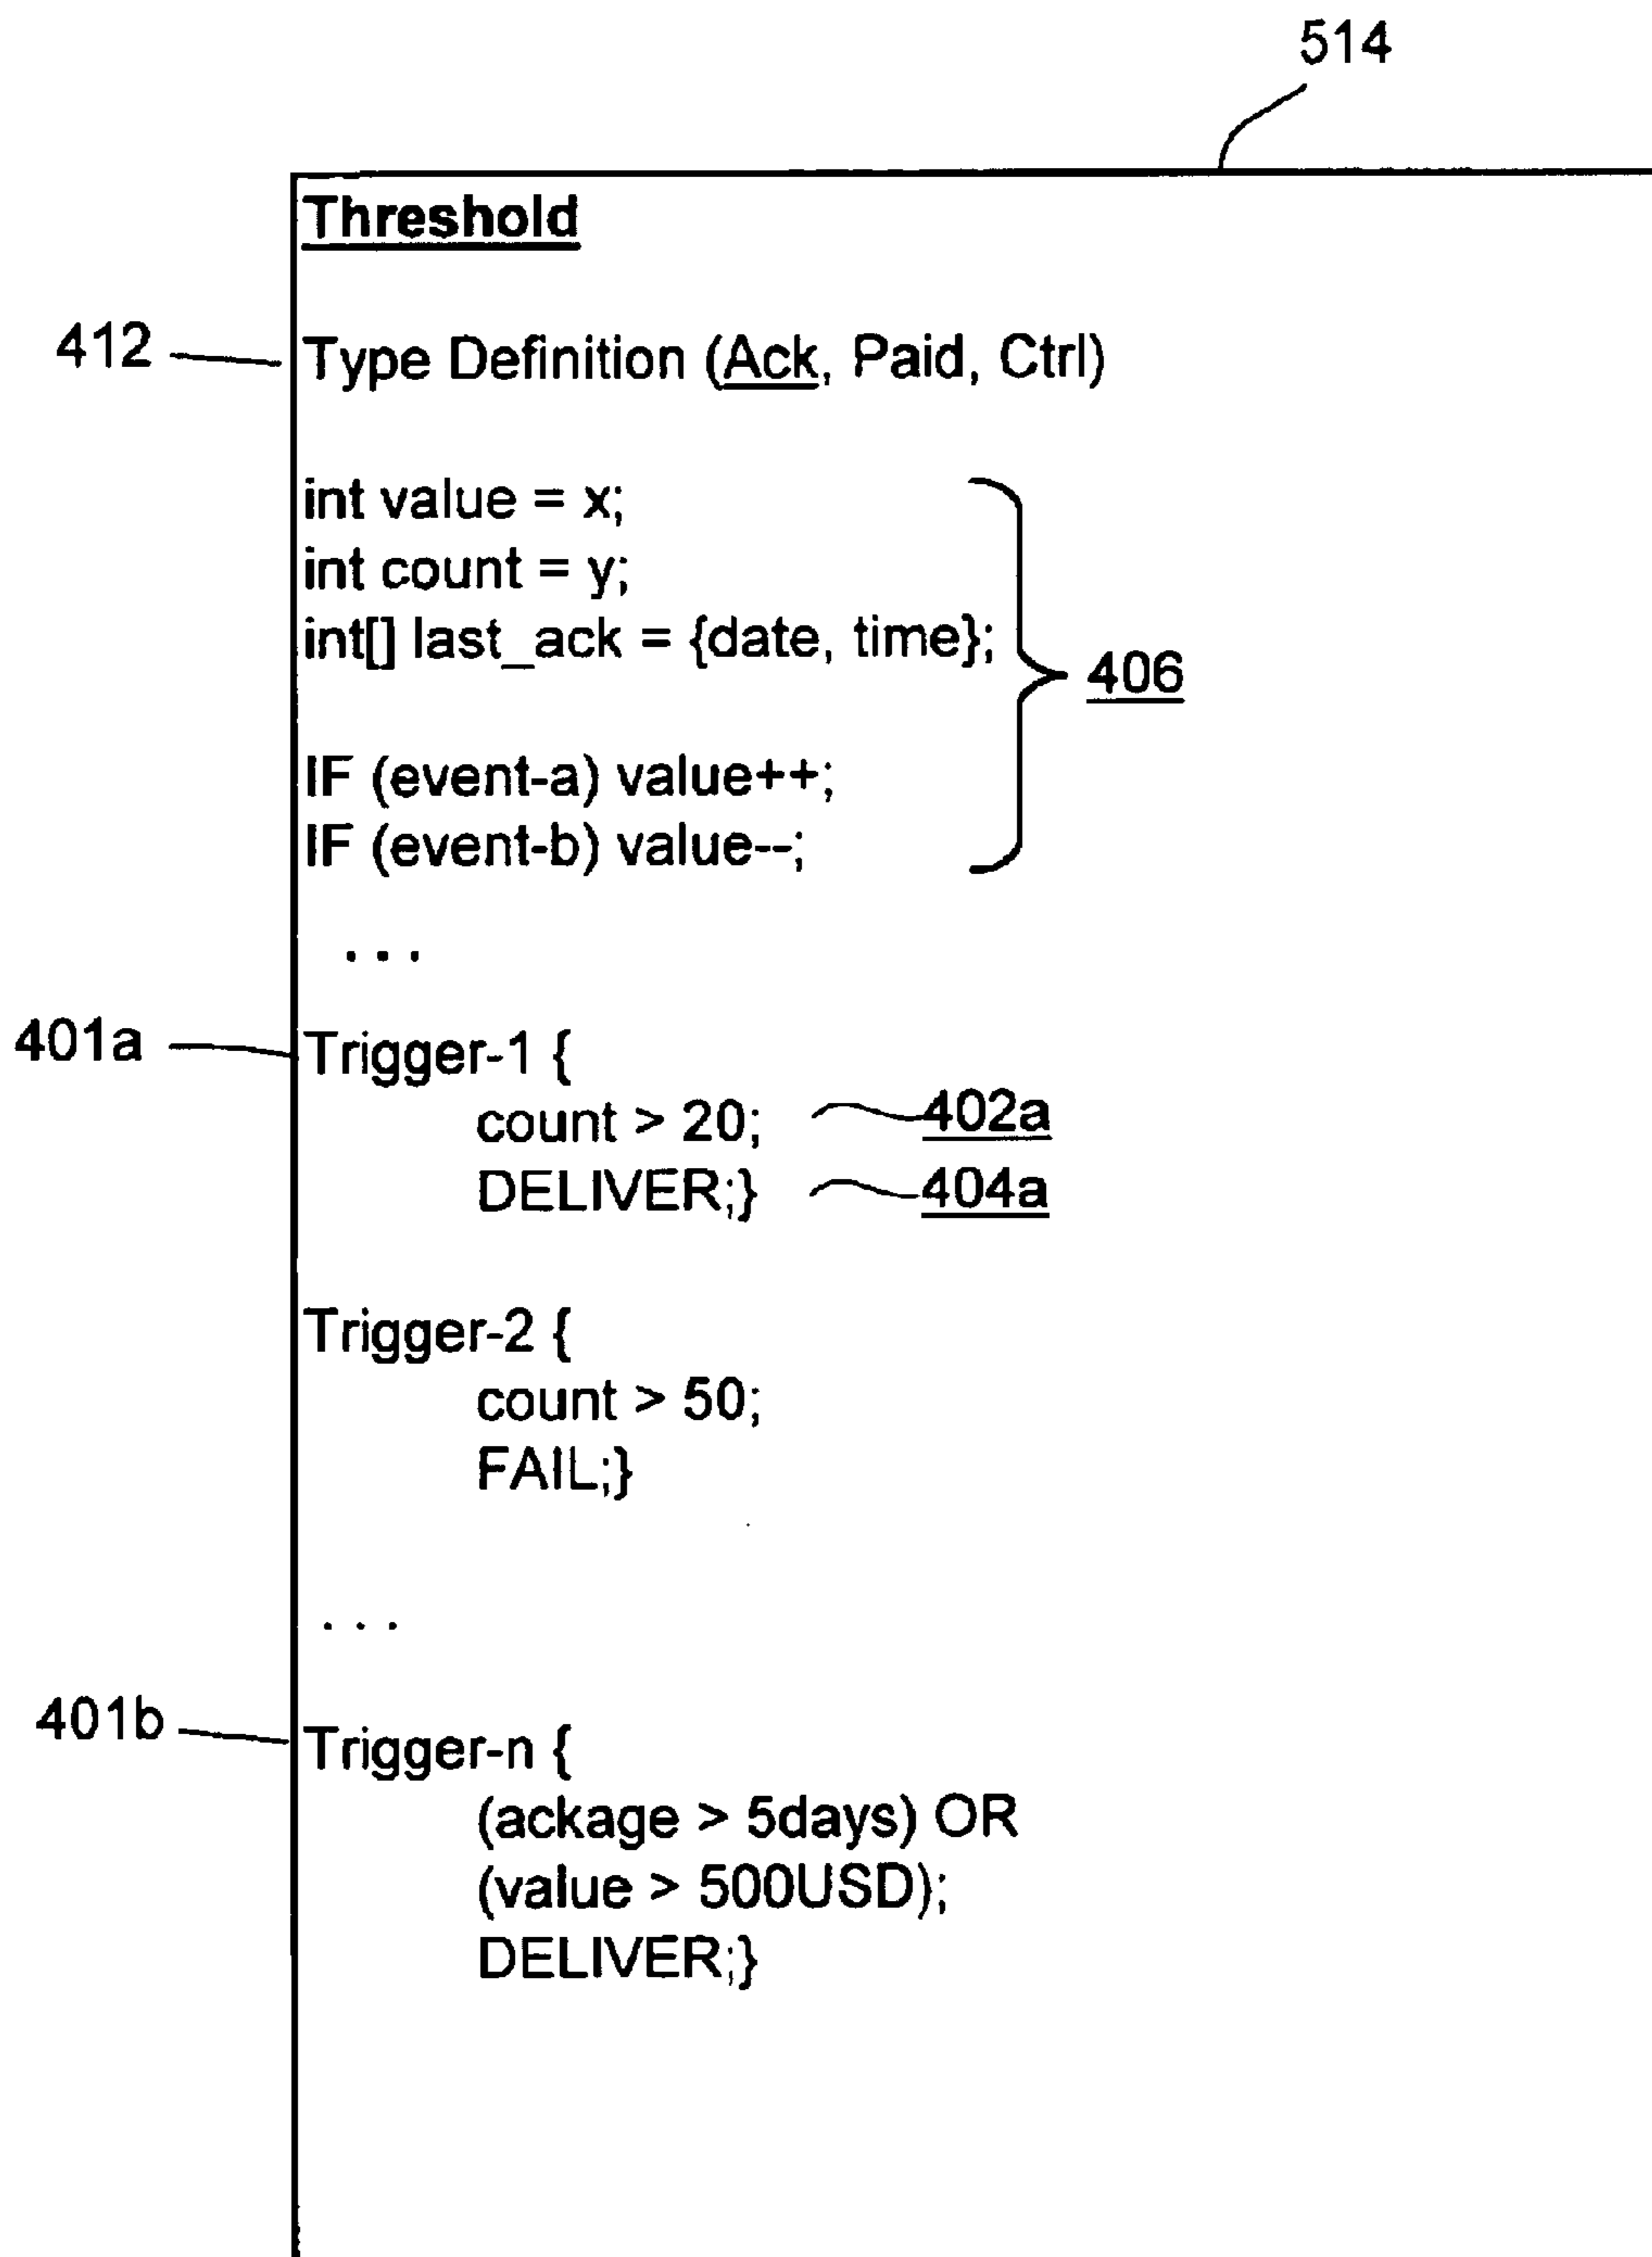 514
Threshold
412 Type Definition (Ack, Paid, Ctrl)
int value = x;
int count = y;
int[] last_ack = {date, time};
406
IF (event-a) value++;
IF (event-b) value--;
...
401a Trigger-1 {
count > 20; 402a
DELIVER;} 404a
Trigger-2 {
count > 50;
FAIL;}
...
401b Trigger-n {
(ackage > 5days) OR
(value > 500USD);
DELIVER;}